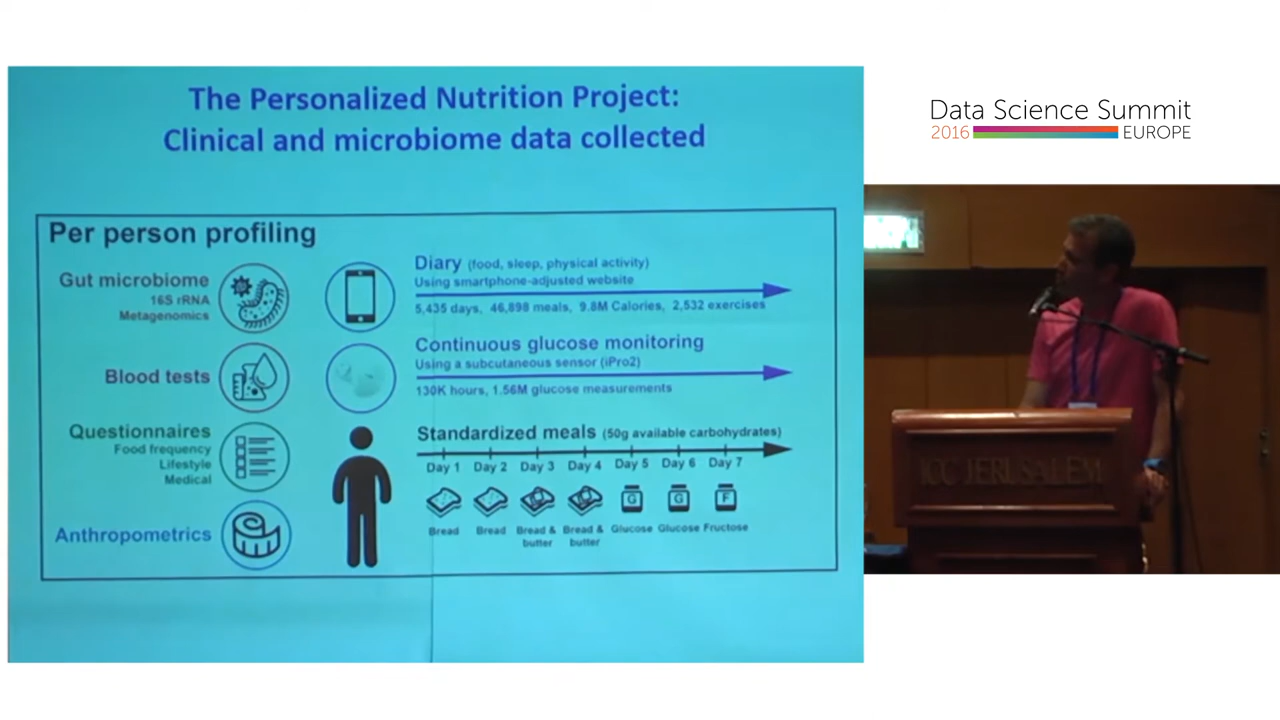 The Personalized Nutrition Project:
Clinical and microbiome data collected
Per person profiling
Gut microbiome
16S rRNA
Metagenomics
Blood tests
Questionnaires
Food frequency
Lifestyle
Medical
Anthropometrics
Diary (food, sleep, physical activity)
Using smartphone-adjusted website
5,435 days, 46,898 meals, 9.8M Calories, 2,532 exercises
Continuous glucose monitoring
Using a subcutaneous sensor (iPro2)
130K hours, 1.56M glucose measurements
Standardized meals (50g available carbohydrates)
Day 1 Day 2 Day 3 Day 4 Day 5 Day 6 Day 7
G G F
Bread Bread Bread & butter Bread & butter Glucose Glucose Fructose
Data Science Summit
2016 EUROPE
ICC JERUSALEM